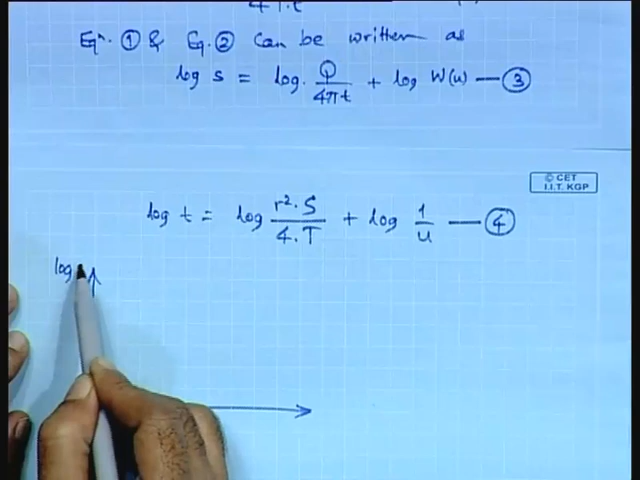 Eqⁿ. ① & Eq. ② can be written as
log s = log. Q/4πt + log W(u) — ③
© CET
I.I.T. KGP
log t = log r². S/4. T + log 1/u — ④
log